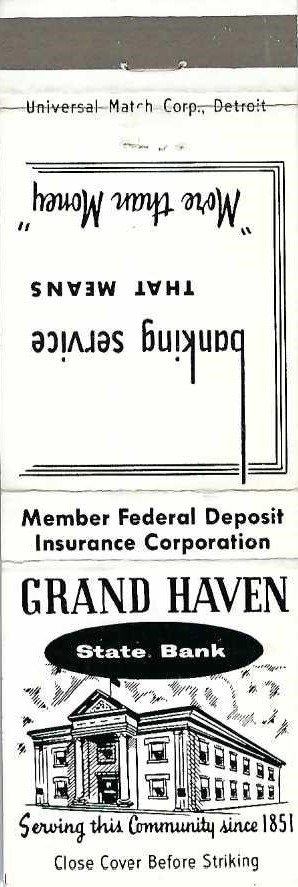 Universal Match Corp., Detroit
banking service
THAT MEANS
"More than Money"
Member Federal Deposit
Insurance Corporation
GRAND HAVEN
State Bank
Serving this Community since 1851
Close Cover Before Striking